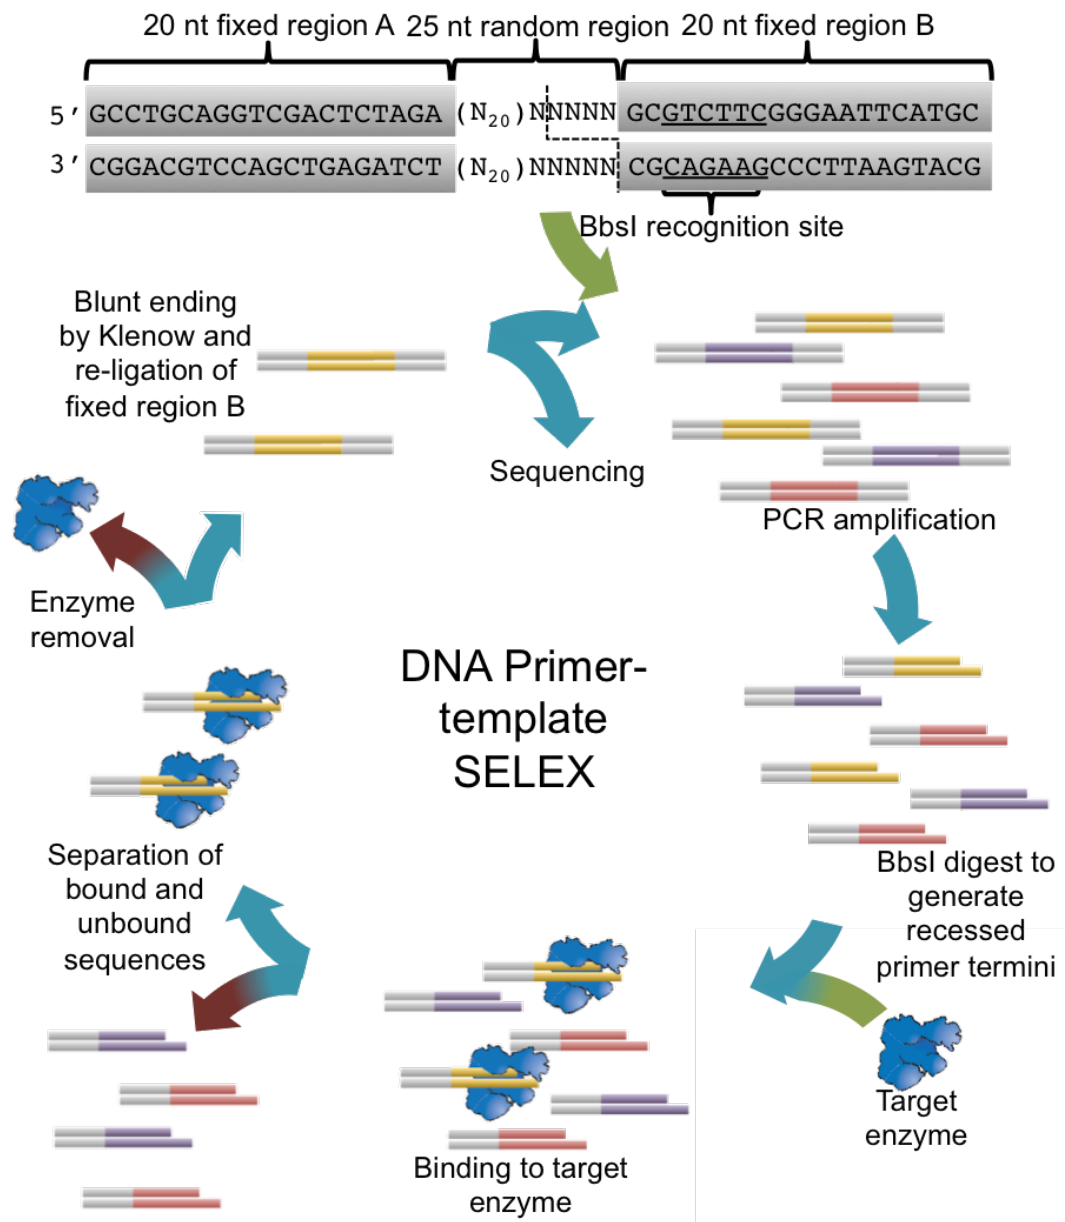 20 nt fixed region A 25 nt random region 20 nt fixed region B
5’ GCCTGCAGGTCGACTCTAGA (N20)NNNNN GCGTCTTCGGGAATTCATGC
3’ CGGACGTCCAGCTGAGATCT (N20)NNNNN CGCAGAAGCCCTTAAGTACG
BbsI recognition site
Blunt ending
by Klenow and
re-ligation of
fixed region B
Sequencing
PCR amplification
Enzyme
removal
DNA Primer-
template
SELEX
Separation of
bound and
unbound
sequences
BbsI digest to
generate
recessed
primer termini
Target
enzyme
Binding to target
enzyme